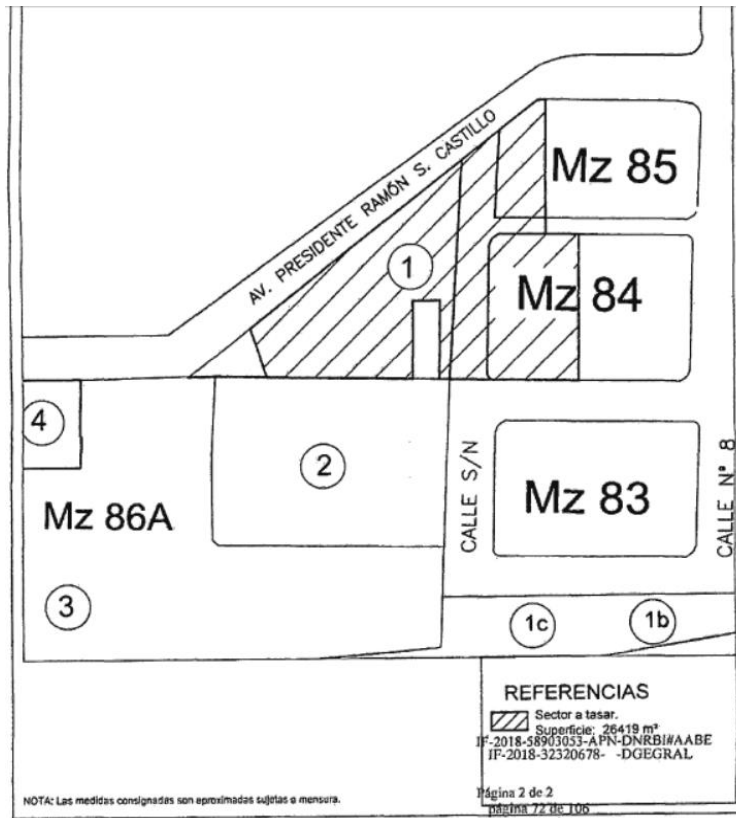 AV. PRESIDENTE RAMÓN S. CASTILLO
Mz 85
1
Mz 84
4
2
Mz 86A
CALLE S/N
Mz 83
CALLE N° 8
3
1c
1b
REFERENCIAS
Sector a tasar.
Superficie: 26419 m²
IF-2018-58903053-APN-DNRBI#AABE
IF-2018-32320678- -DGEGRAL
NOTA: Las medidas consignadas son aproximadas sujetas a mensura.
Página 2 de 2
página 72 de 106